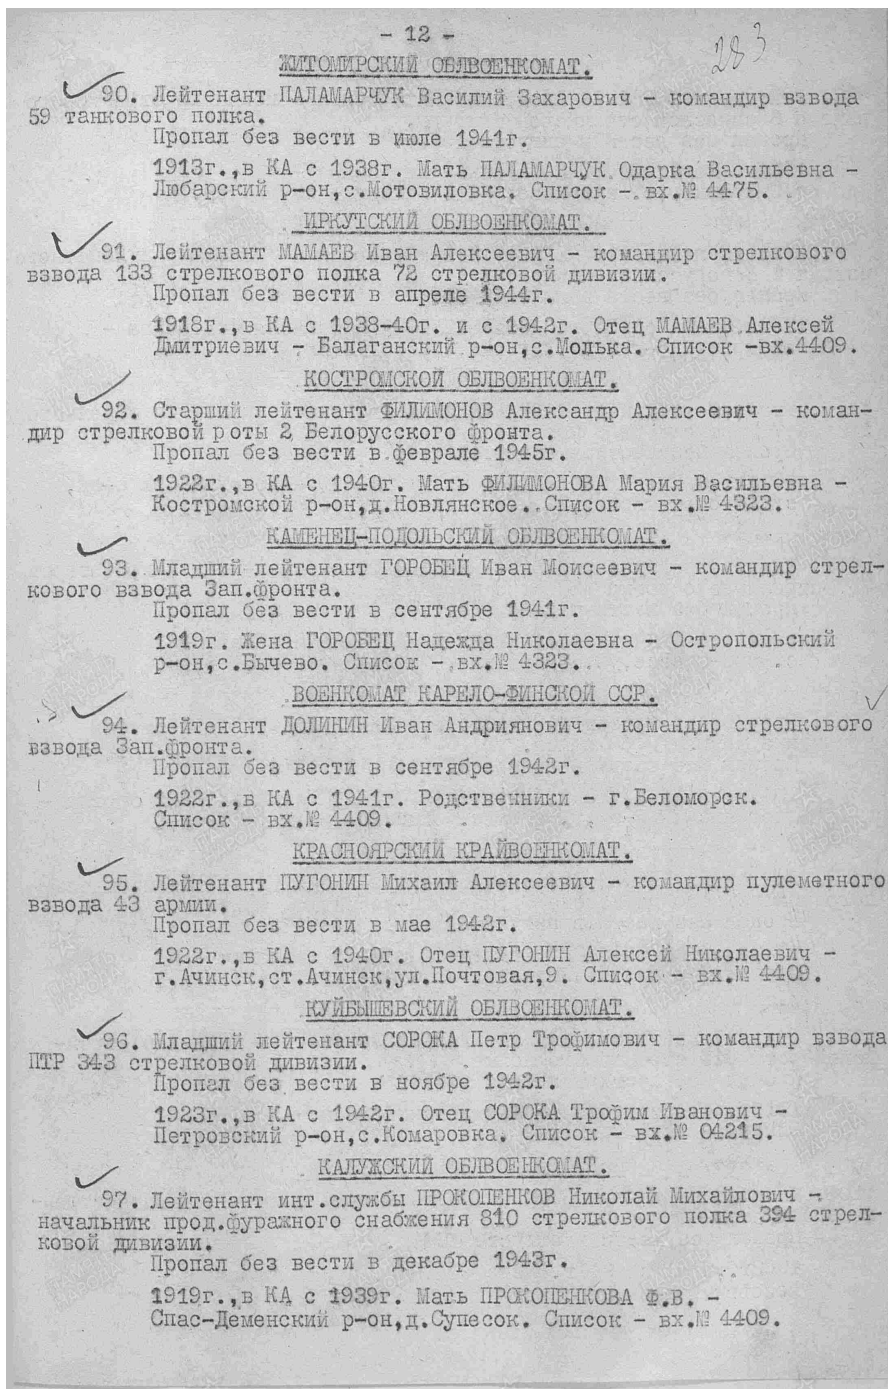 - 12 -
283
ЖИТОМИРСКИЙ ОБЛВОЕНКОМАТ.
90. Лейтенант ПАЛАМАРЧУК Василий Захарович - командир взвода
59 танкового полка.
Пропал без вести в июле 1941г.
1913г.,в КА с 1938г. Мать ПАЛАМАРЧУК Одарка Васильевна -
Любарский р-он,с.Мотовиловка. Список - вх.№ 4475.
ИРКУТСКИЙ ОБЛВОЕНКОМАТ.
91. Лейтенант МАМАЕВ Иван Алексеевич - командир стрелкового
взвода 133 стрелкового полка 72 стрелковой дивизии.
Пропал без вести в апреле 1944г.
1918г.,в КА с 1938-40г. и с 1942г. Отец МАМАЕВ Алексей
Дмитриевич - Балаганский р-он,с.Молька. Список -вх.4409.
КОСТРОМСКОЙ ОБЛВОЕНКОМАТ.
92. Старший лейтенант ФИЛИМОНОВ Александр Алексеевич - коман-
дир стрелковой роты 2 Белорусского фронта.
Пропал без вести в феврале 1945г.
1922г.,в КА с 1940г. Мать ФИЛИМОНОВА Мария Васильевна -
Костромской р-он,д.Новлянское. Список - вх.№ 4323.
КАМЕНЕЦ-ПОДОЛЬСКИЙ ОБЛВОЕНКОМАТ.
93. Младший лейтенант ГОРОБЕЦ Иван Моисеевич - командир стрел-
кового взвода Зап.фронта.
Пропал без вести в сентябре 1941г.
1919г. Жена ГОРОБЕЦ Надежда Николаевна - Остропольский
р-он,с.Бычево. Список - вх.№ 4323.
ВОЕНКОМАТ КАРЕЛО-ФИНСКОЙ ССР.
94. Лейтенант ДОЛИНИН Иван Андриянович - командир стрелкового
взвода Зап.фронта.
Пропал без вести в сентябре 1942г.
1922г.,в КА с 1941г. Родственники - г.Беломорск.
Список - вх.№ 4409.
КРАСНОЯРСКИЙ КРАЙВОЕНКОМАТ.
95. Лейтенант ПУГОНИН Михаил Алексеевич - командир пулеметного
взвода 43 армии.
Пропал без вести в мае 1942г.
1922г.,в КА с 1940г. Отец ПУГОНИН Алексей Николаевич -
г.Ачинск,ст.Ачинск,ул.Почтовая,9. Список - вх.№ 4409.
КУЙБЫШЕВСКИЙ ОБЛВОЕНКОМАТ.
96. Младший лейтенант СОРОКА Петр Трофимович - командир взвода
ПТР 343 стрелковой дивизии.
Пропал без вести в ноябре 1942г.
1923г.,в КА с 1942г. Отец СОРОКА Трофим Иванович -
Петровский р-он,с.Комаровка. Список - вх.№ 04215.
КАЛУЖСКИЙ ОБЛВОЕНКОМАТ.
97. Лейтенант инт.службы ПРОКОПЕНКОВ Николай Михайлович -
начальник прод.фуражного снабжения 810 стрелкового полка 394 стрел-
ковой дивизии.
Пропал без вести в декабре 1943г.
1919г.,в КА с 1939г. Мать ПРОКОПЕНКОВА Ф.В. -
Спас-Деменский р-он,д.Супесок. Список - вх.№ 4409.